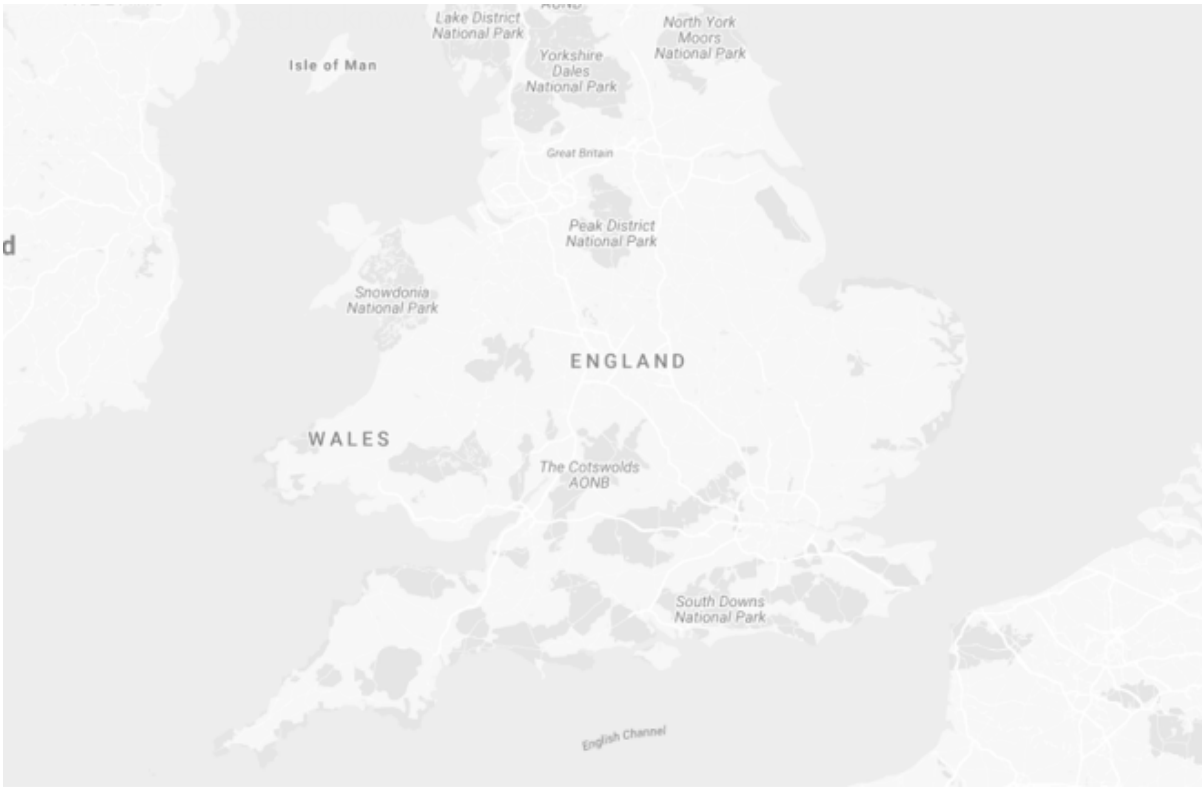 AONB
Lake District
National Park
North York
Moors
National Park
Isle of Man
Yorkshire
Dales
National Park
Great Britain
Peak District
National Park
d
Snowdonia
National Park
ENGLAND
WALES
The Cotswolds
AONB
South Downs
National Park
English Channel